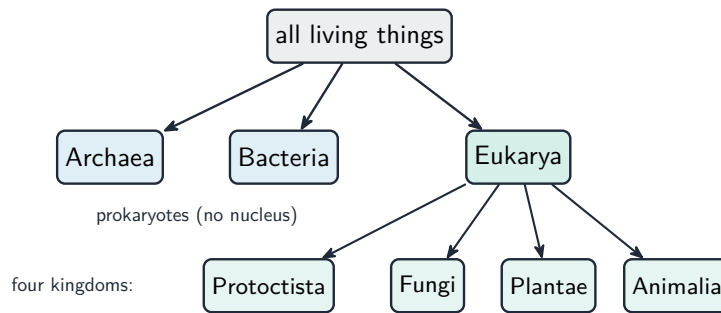 all living things
Archaea
Bacteria
Eukarya
prokaryotes (no nucleus)
four kingdoms:
Protoctista
Fungi
Plantae
Animalia